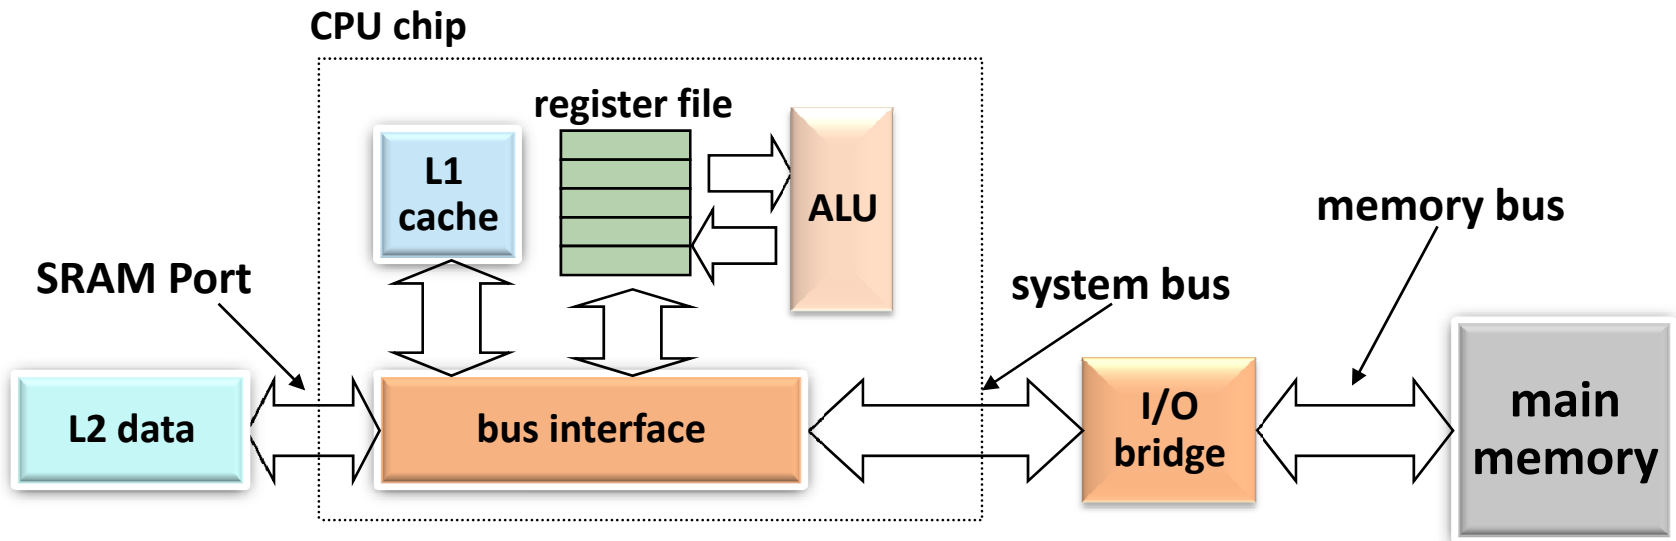 CPU chip
register file
L1
cache
ALU
memory bus
SRAM Port
system bus
L2 data
bus interface
I/O
bridge
main
memory